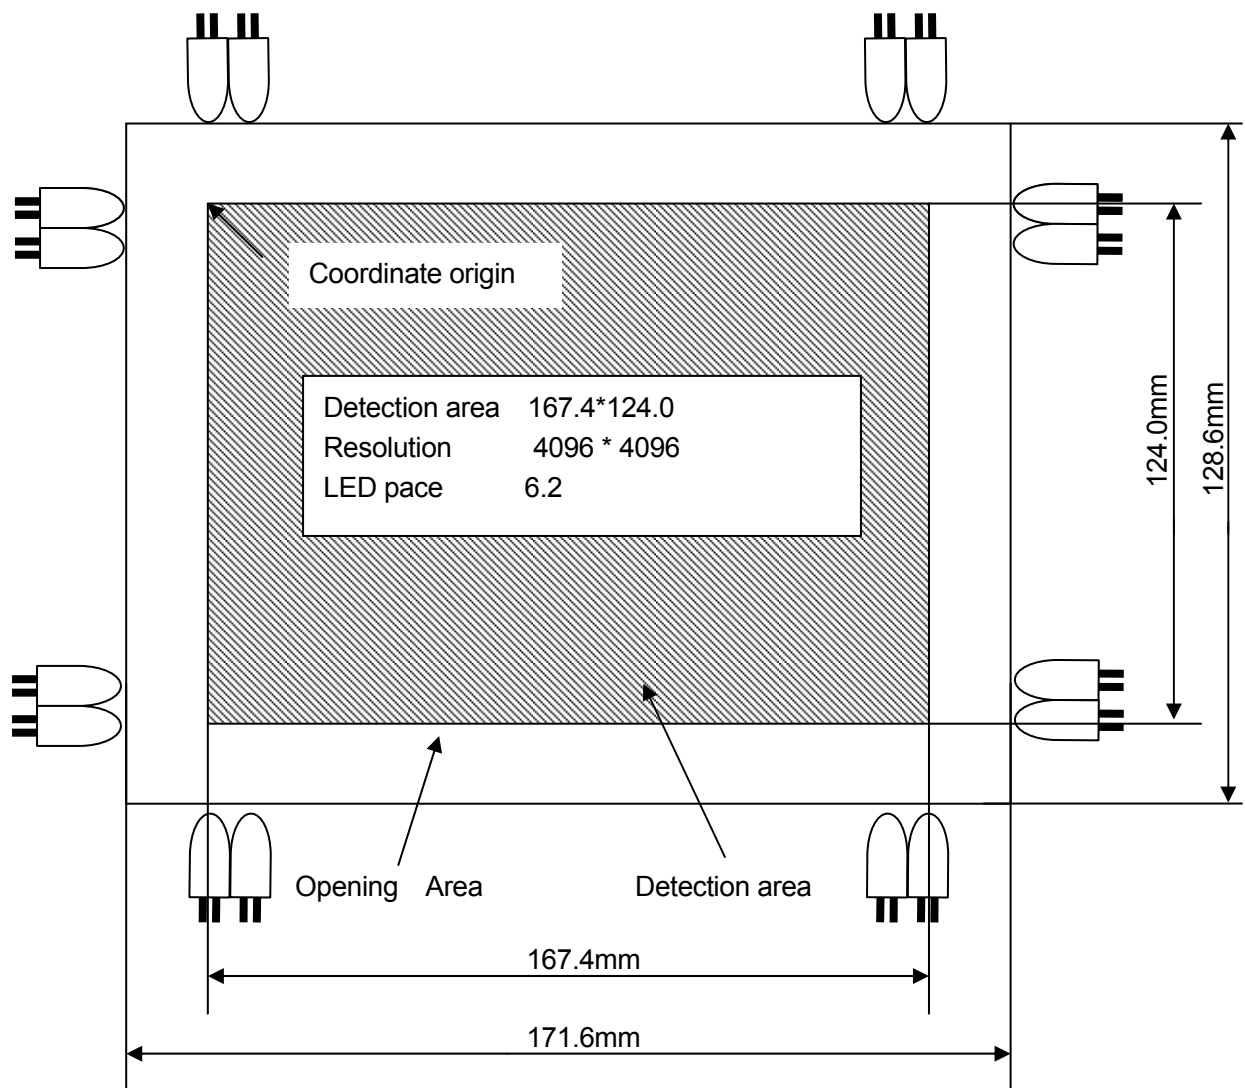 Coordinate origin
Detection area 167.4*124.0
Resolution 4096 * 4096
LED pace 6.2
124.0mm
128.6mm
Opening Area
Detection area
167.4mm
171.6mm